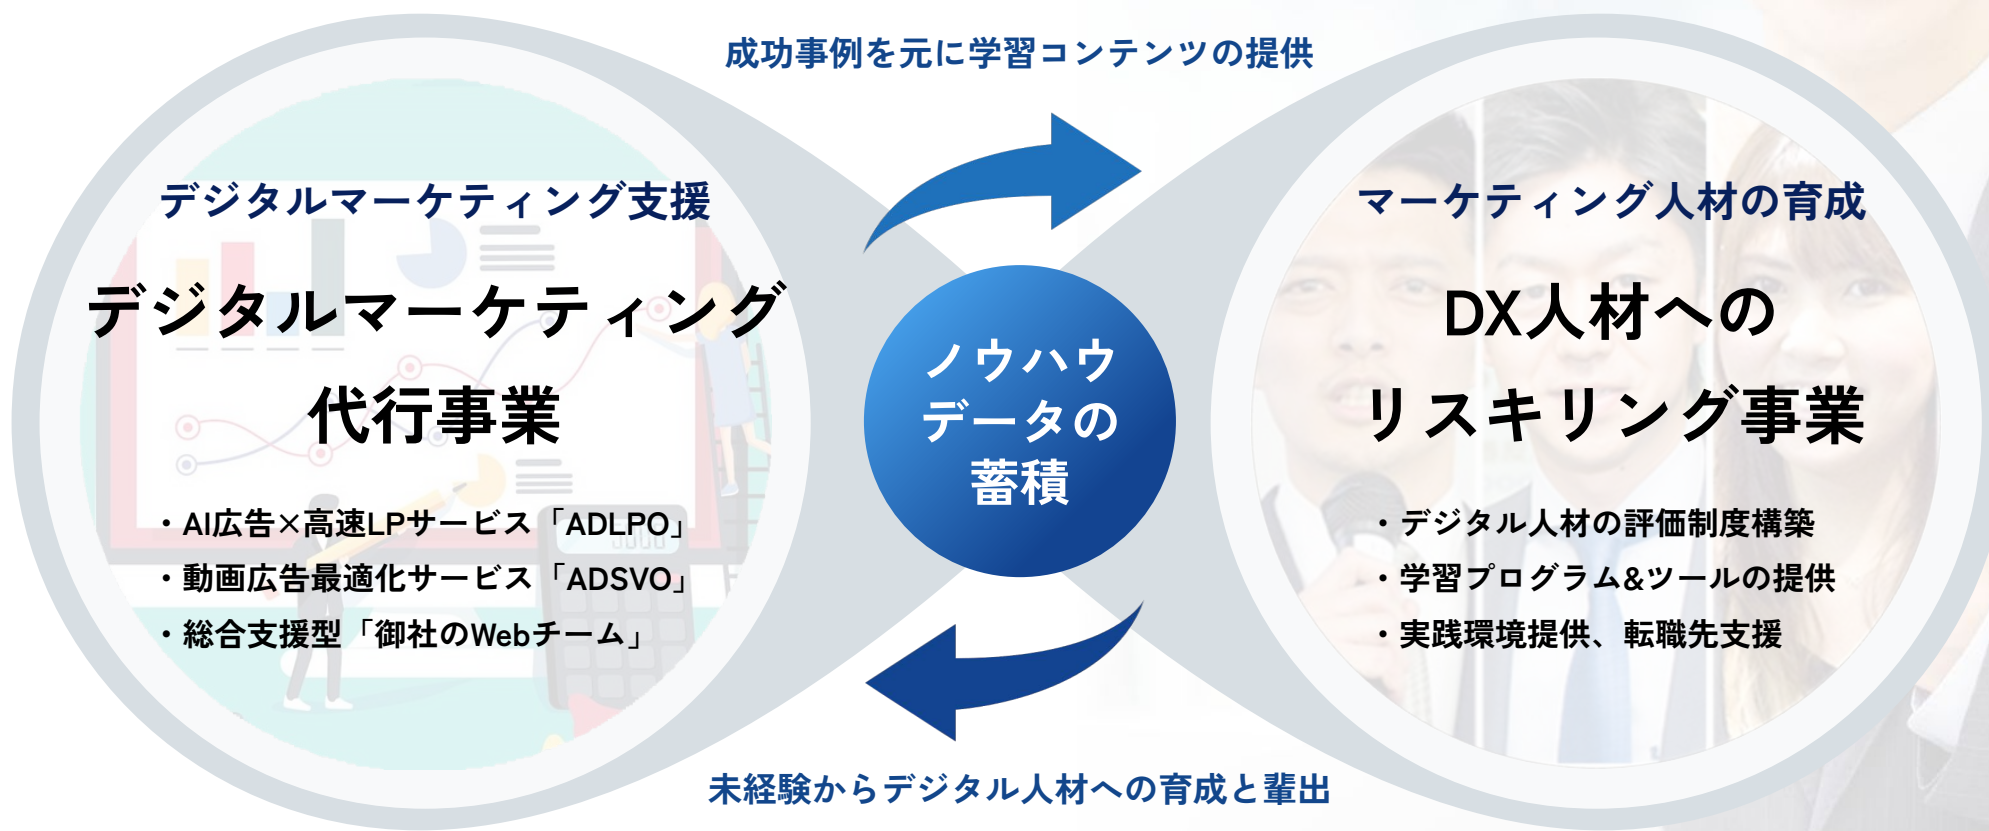 成功事例を元に学習コンテンツの提供
デジタルマーケティング支援
デジタルマーケティング
代行事業
・AI広告×高速LPサービス「ADLPO」
・動画広告最適化サービス「ADSVO」
・総合支援型「御社のWebチーム」
ノウハウ
データの
蓄積
マーケティング人材の育成
DX人材への
リスキリング事業
・デジタル人材の評価制度構築
・学習プログラム&ツールの提供
・実践環境提供、転職先支援
未経験からデジタル人材への育成と輩出